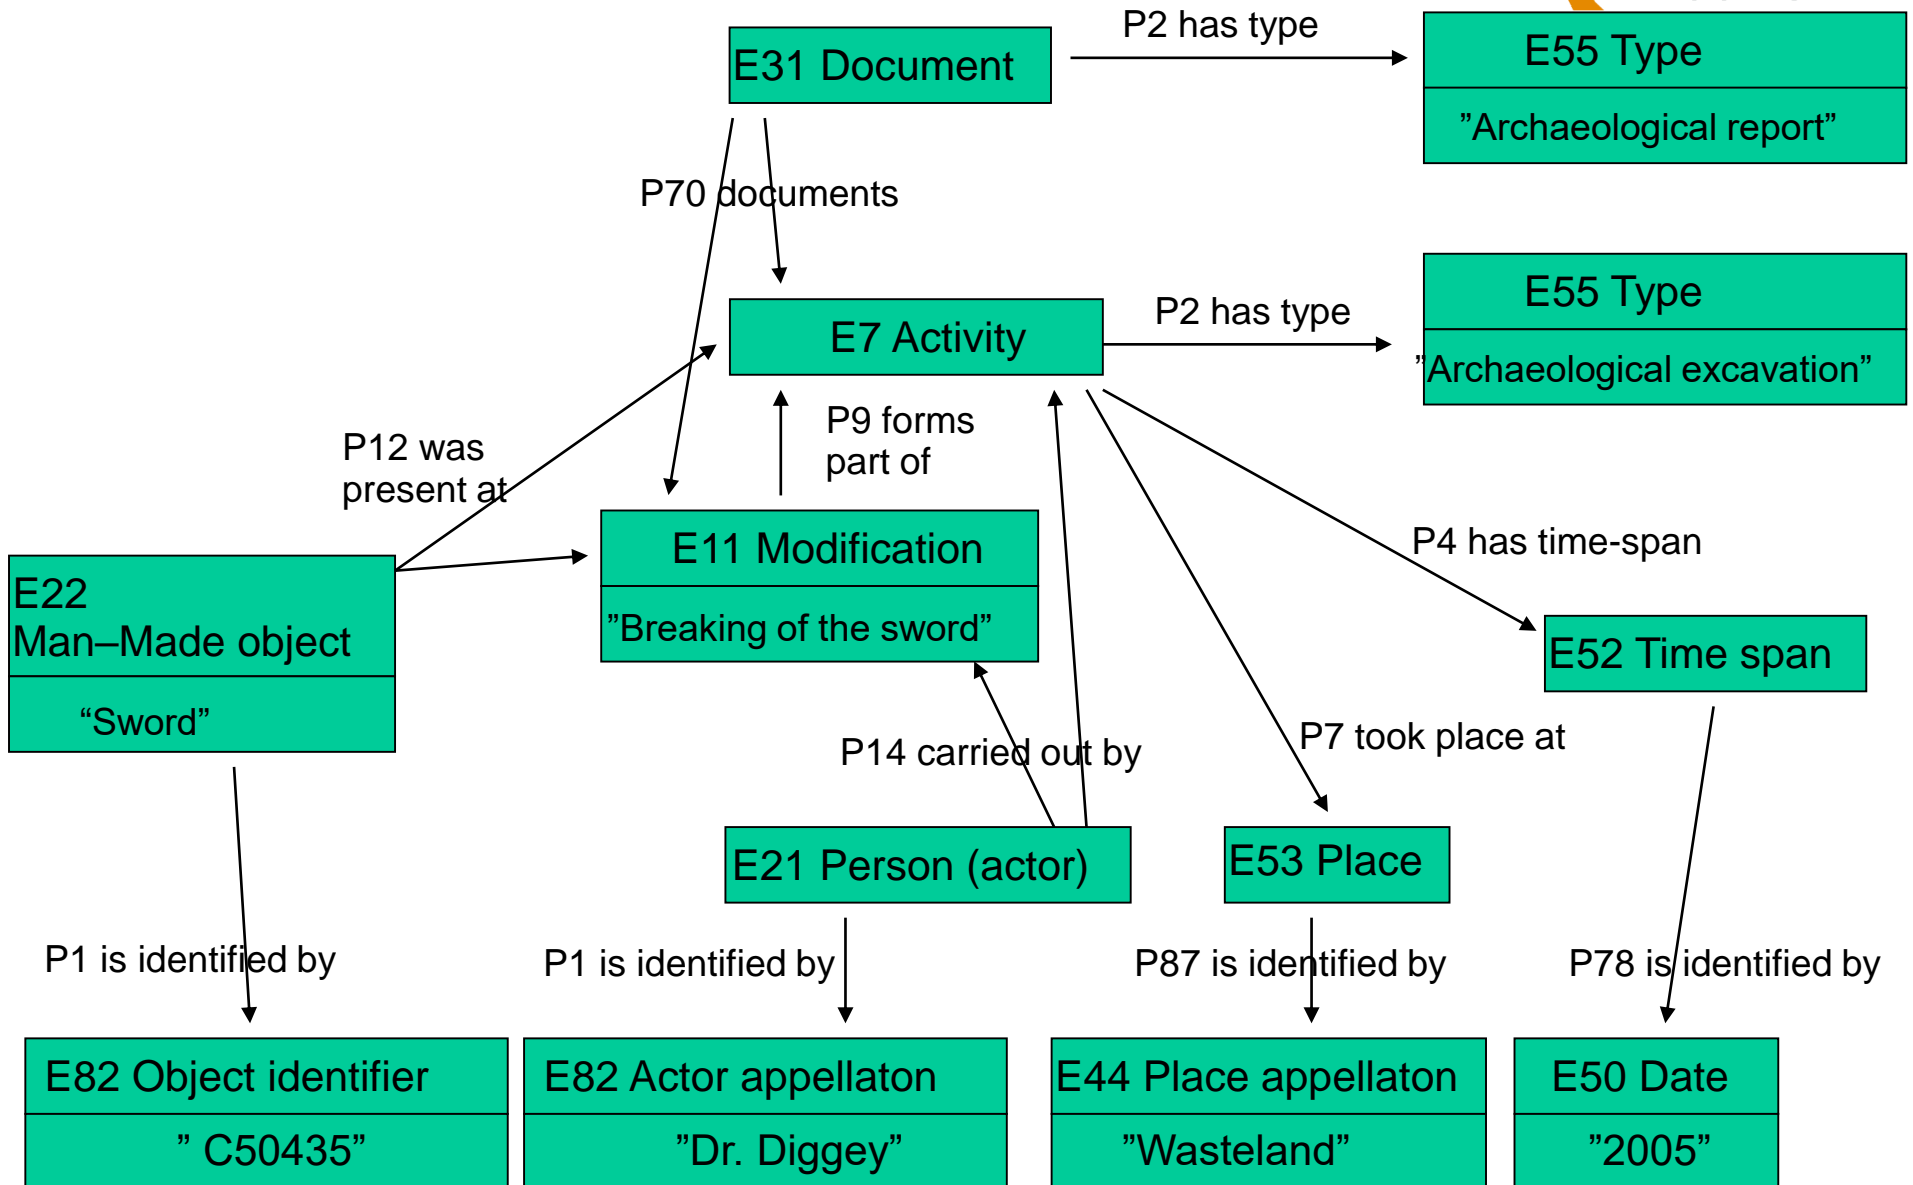 P2 has type
E31 Document
E55 Type
”Archaeological report”
P70 documents
E7 Activity
P2 has type
E55 Type
”Archaeological excavation”
P12 was
present at
P9 forms
part of
E11 Modification
”Breaking of the sword”
P4 has time-span
E22
Man–Made object
“Sword”
E52 Time span
P14 carried out by
P7 took place at
E21 Person (actor)
E53 Place
P1 is identified by
P1 is identified by
P87 is identified by
P78 is identified by
E82 Object identifier
” C50435”
E82 Actor appellaton
”Dr. Diggey”
E44 Place appellaton
”Wasteland”
E50 Date
”2005”